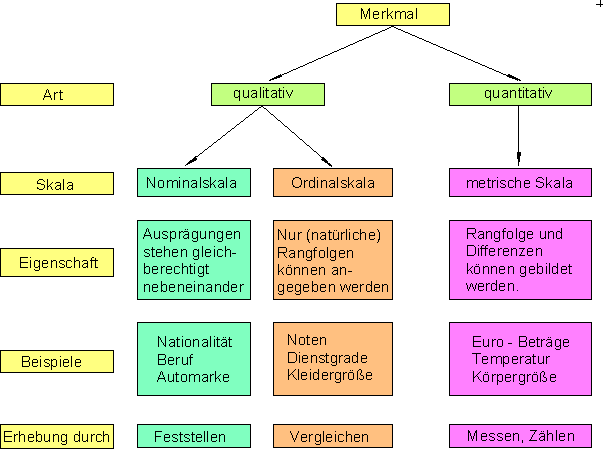 Merkmal
Art
qualitativ
quantitativ
Skala
Nominalskala
Ordinalskala
metrische Skala
Eigenschaft
Ausprägungen
stehen gleich-
berechtigt
nebeneinander
Nur (natürliche)
Rangfolgen
können an-
gegeben werden
Rangfolge und
Differenzen
können gebildet
werden.
Beispiele
Nationalität
Beruf
Automarke
Noten
Dienstgrade
Kleidergröße
Euro - Beträge
Temperatur
Körpergröße
Erhebung durch
Feststellen
Vergleichen
Messen, Zählen